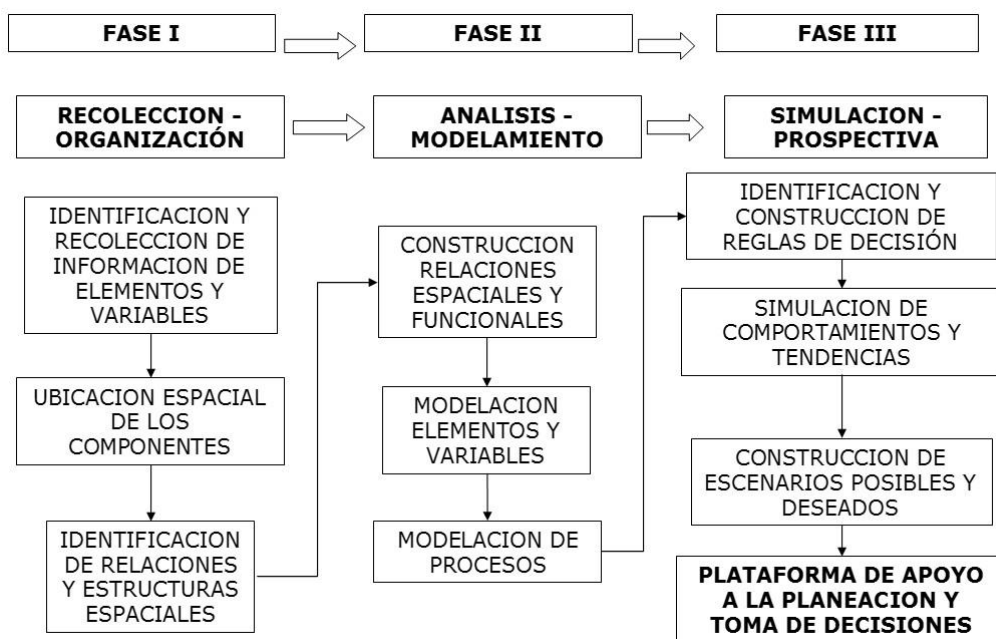 FASE I
FASE II
FASE III
RECOLECCION -
ORGANIZACIÓN
ANALISIS -
MODELAMIENTO
SIMULACION -
PROSPECTIVA
IDENTIFICACION Y
RECOLECCION DE
INFORMACION DE
ELEMENTOS Y
VARIABLES
UBICACION ESPACIAL
DE LOS
COMPONENTES
IDENTIFICACION
DE RELACIONES
Y ESTRUCTURAS
ESPACIALES
CONSTRUCCION
RELACIONES
ESPACIALES Y
FUNCIONALES
MODELACION
ELEMENTOS Y
VARIABLES
MODELACION DE
PROCESOS
IDENTIFICACION Y
CONSTRUCCION DE
REGLAS DE DECISIÓN
SIMULACION DE
COMPORTAMIENTOS Y
TENDENCIAS
CONSTRUCCION DE
ESCENARIOS POSIBLES Y
DESEADOS
PLATAFORMA DE APOYO
A LA PLANEACION Y
TOMA DE DECISIONES